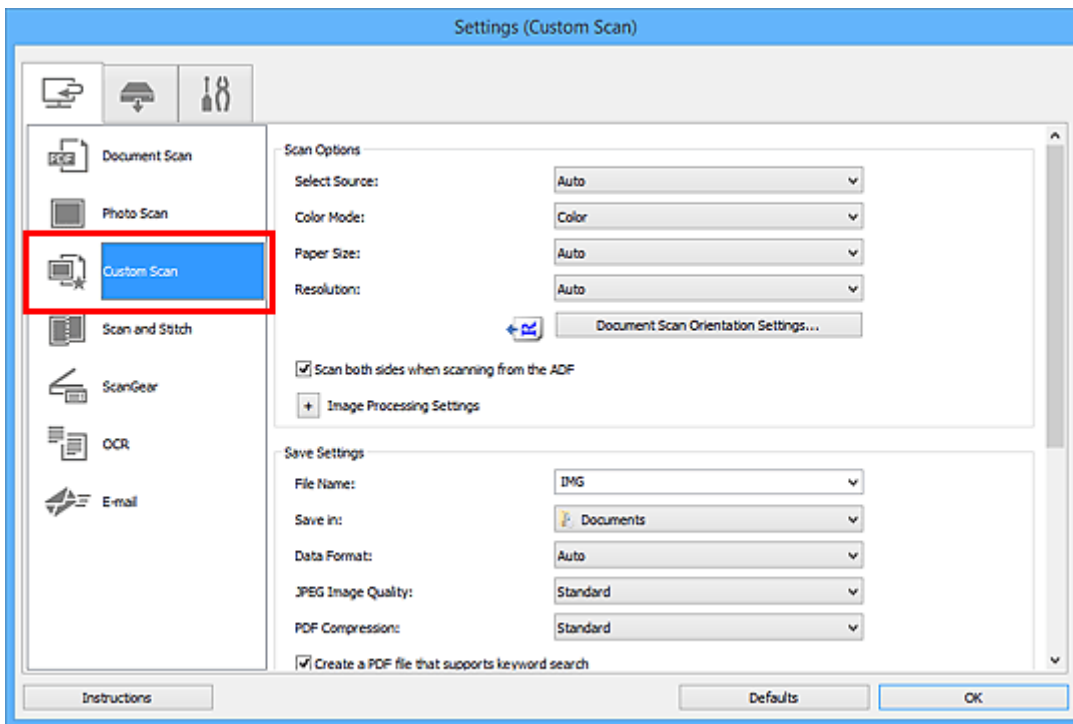 Settings (Custom Scan)
Document Scan
Photo Scan
Custom Scan
Scan and Stitch
ScanGear
OCR
E-mail
Scan Options
Select Source: Auto
Color Mode: Color
Paper Size: Auto
Resolution: Auto
Document Scan Orientation Settings...
Scan both sides when scanning from the ADF
+ Image Processing Settings
Save Settings
File Name: IMG
Save in: Documents
Data Format: Auto
JPEG Image Quality: Standard
PDF Compression: Standard
Create a PDF file that supports keyword search
Instructions Defaults OK